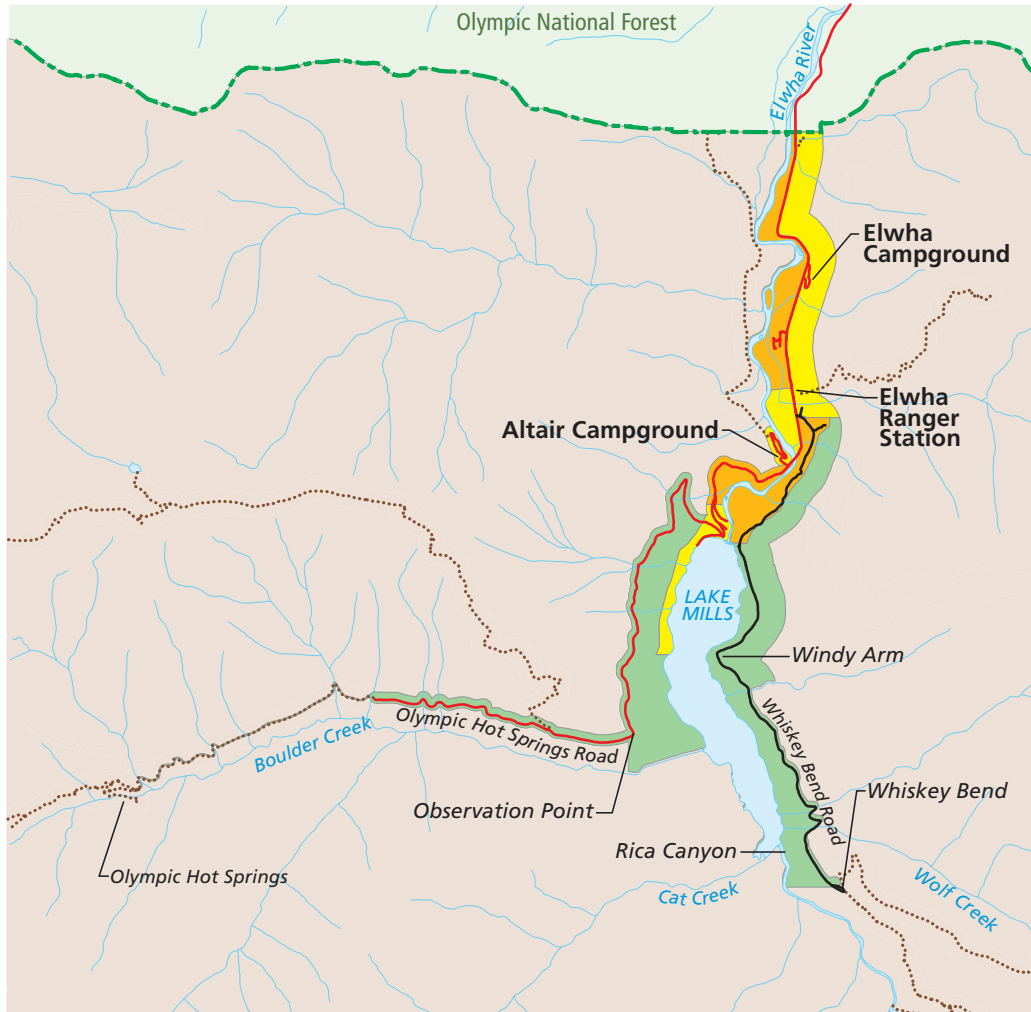 Olympic National Forest
Elwha River
Elwha
Campground
Elwha
Ranger
Station
Altair Campground
LAKE
MILLS
Windy Arm
Olympic Hot Springs Road
Boulder Creek
Whiskey Bend Road
Observation Point
Whiskey Bend
Rica Canyon
Olympic Hot Springs
Cat Creek
Wolf Creek